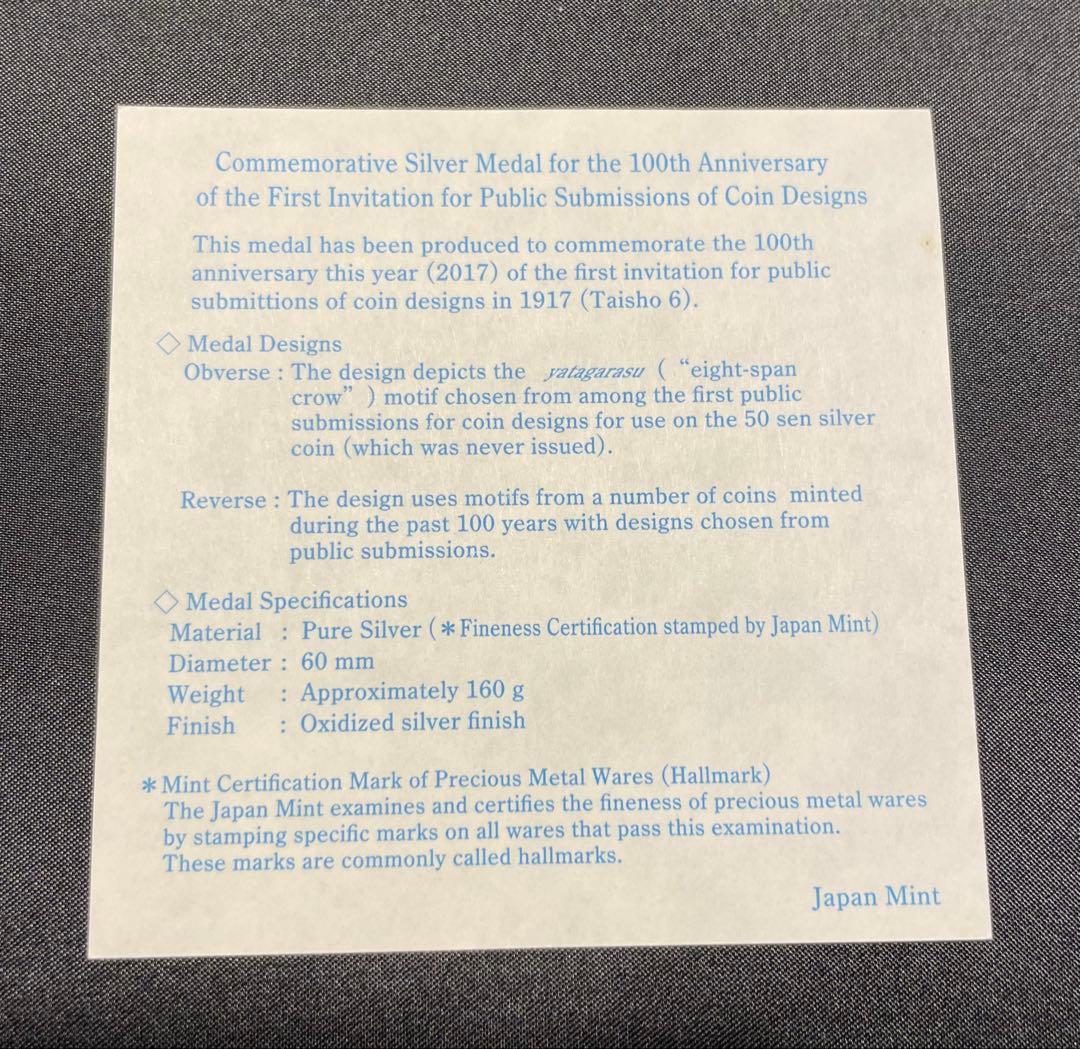 Commemorative Silver Medal for the 100th Anniversary
of the First Invitation for Public Submissions of Coin Designs
This medal has been produced to commemorate the 100th
anniversary this year (2017) of the first invitation for public
submittions of coin designs in 1917 (Taisho 6).
◇ Medal Designs
Obverse : The design depicts the yatagarasu ( “eight-span
crow” ) motif chosen from among the first public
submissions for coin designs for use on the 50 sen silver
coin (which was never issued).
Reverse : The design uses motifs from a number of coins minted
during the past 100 years with designs chosen from
public submissions.
◇ Medal Specifications
Material : Pure Silver (＊Fineness Certification stamped by Japan Mint)
Diameter : 60 mm
Weight : Approximately 160 g
Finish : Oxidized silver finish
＊Mint Certification Mark of Precious Metal Wares (Hallmark)
The Japan Mint examines and certifies the fineness of precious metal wares
by stamping specific marks on all wares that pass this examination.
These marks are commonly called hallmarks.
Japan Mint